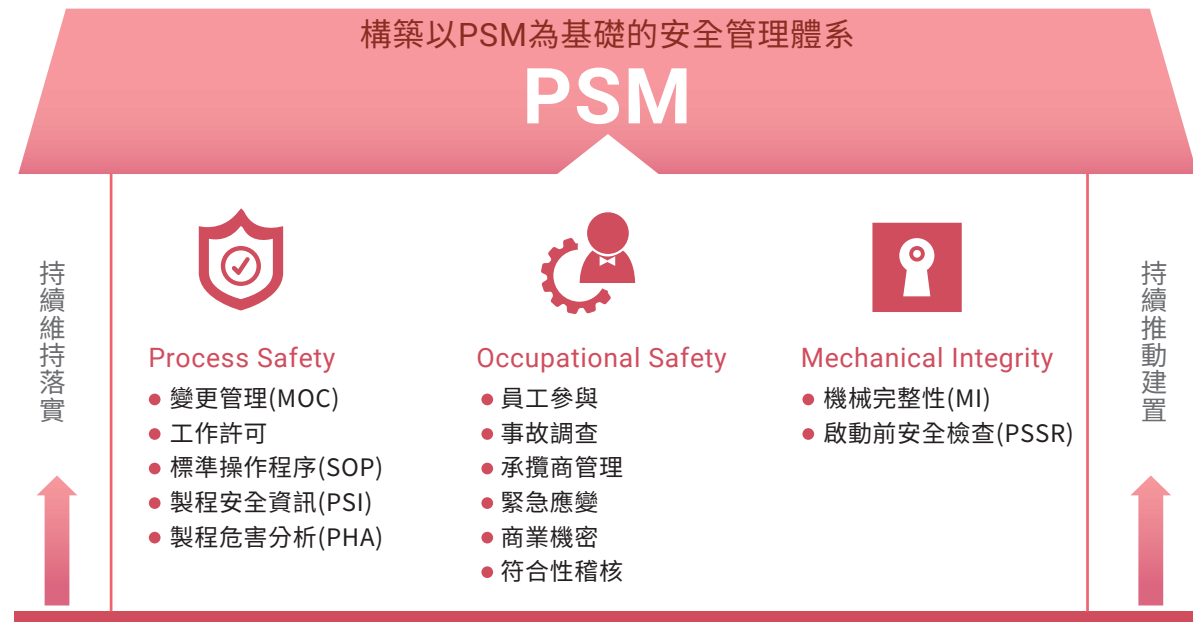 構築以PSM為基礎的安全管理體系
PSM
持續維持落實
Process Safety
變更管理(MOC)
工作許可
標準操作程序(SOP)
製程安全資訊(PSI)
製程危害分析(PHA)
Occupational Safety
員工參與
事故調查
承攬商管理
緊急應變
商業機密
符合性稽核
Mechanical Integrity
機械完整性(MI)
啟動前安全檢查(PSSR)
持續推動建置